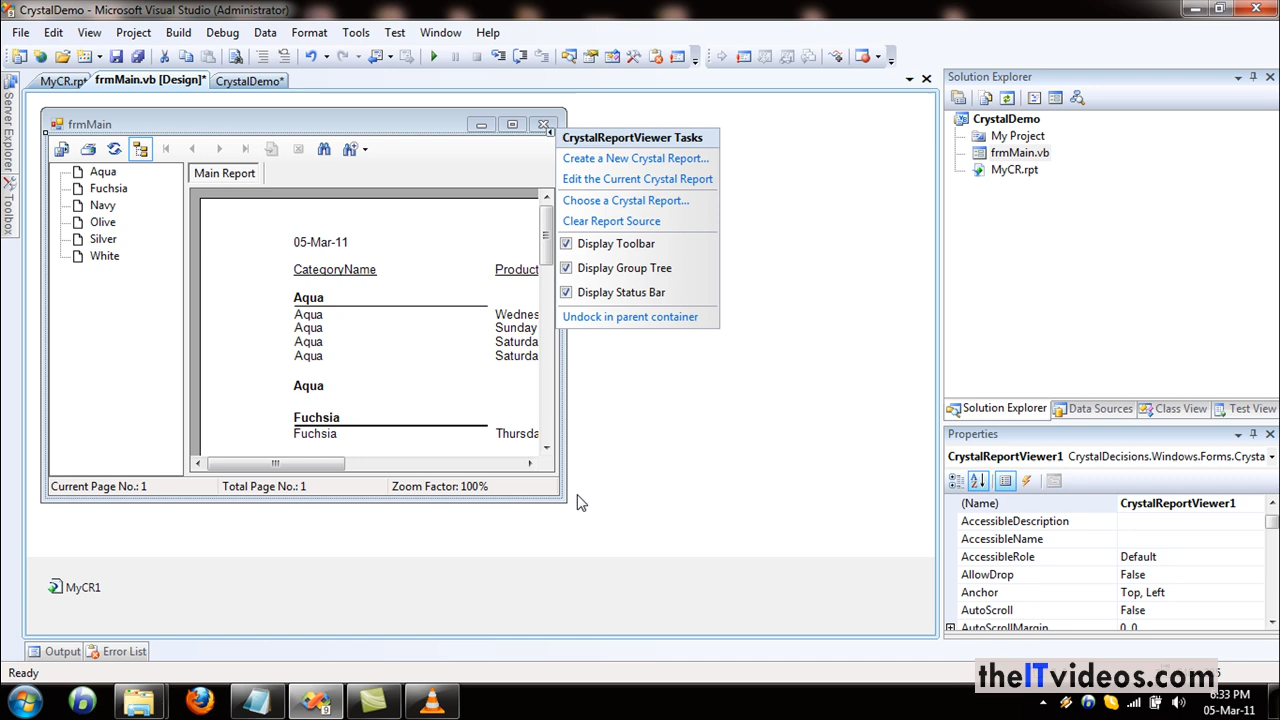 CrystalDemo - Microsoft Visual Studio (Administrator)
File Edit View Project Build Debug Data Format Tools Test Window Help
MyCR.rpt frmMain.vb [Design]* CrystalDemo*
Server Explorer
Toolbox
frmMain
Main Report
Aqua
Fuchsia
Navy
Olive
Silver
White
05-Mar-11
CategoryName Product
Aqua
Aqua Wednes
Aqua Sunday
Aqua Saturda
Aqua Saturda
Aqua
Fuchsia
Fuchsia Thursda
Current Page No.: 1 Total Page No.: 1 Zoom Factor: 100%
CrystalReportViewer Tasks
Create a New Crystal Report...
Edit the Current Crystal Report
Choose a Crystal Report...
Clear Report Source
Display Toolbar
Display Group Tree
Display Status Bar
Undock in parent container
MyCR1
Output Error List
Ready
Solution Explorer
CrystalDemo
My Project
frmMain.vb
MyCR.rpt
Solution Explorer Data Sources Class View Test View
Properties
CrystalReportViewer1 CrystalDecisions.Windows.Forms.Crysta
(Name) CrystalReportViewer1
AccessibleDescription
AccessibleName
AccessibleRole Default
AllowDrop False
Anchor Top, Left
AutoScroll False
AutoScrollMargin 0, 0
theITvideos.com
6:33 PM
05-Mar-11